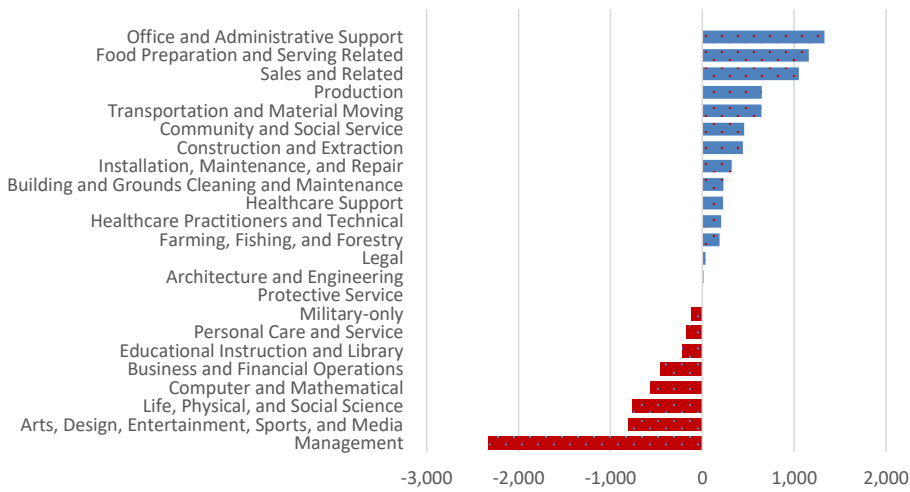 Office and Administrative Support
Food Preparation and Serving Related
Sales and Related
Production
Transportation and Material Moving
Community and Social Service
Construction and Extraction
Installation, Maintenance, and Repair
Building and Grounds Cleaning and Maintenance
Healthcare Support
Healthcare Practitioners and Technical
Farming, Fishing, and Forestry
Legal
Architecture and Engineering
Protective Service
Military-only
Personal Care and Service
Educational Instruction and Library
Business and Financial Operations
Computer and Mathematical
Life, Physical, and Social Science
Arts, Design, Entertainment, Sports, and Media
Management
-3,000 -2,000 -1,000 0 1,000 2,000